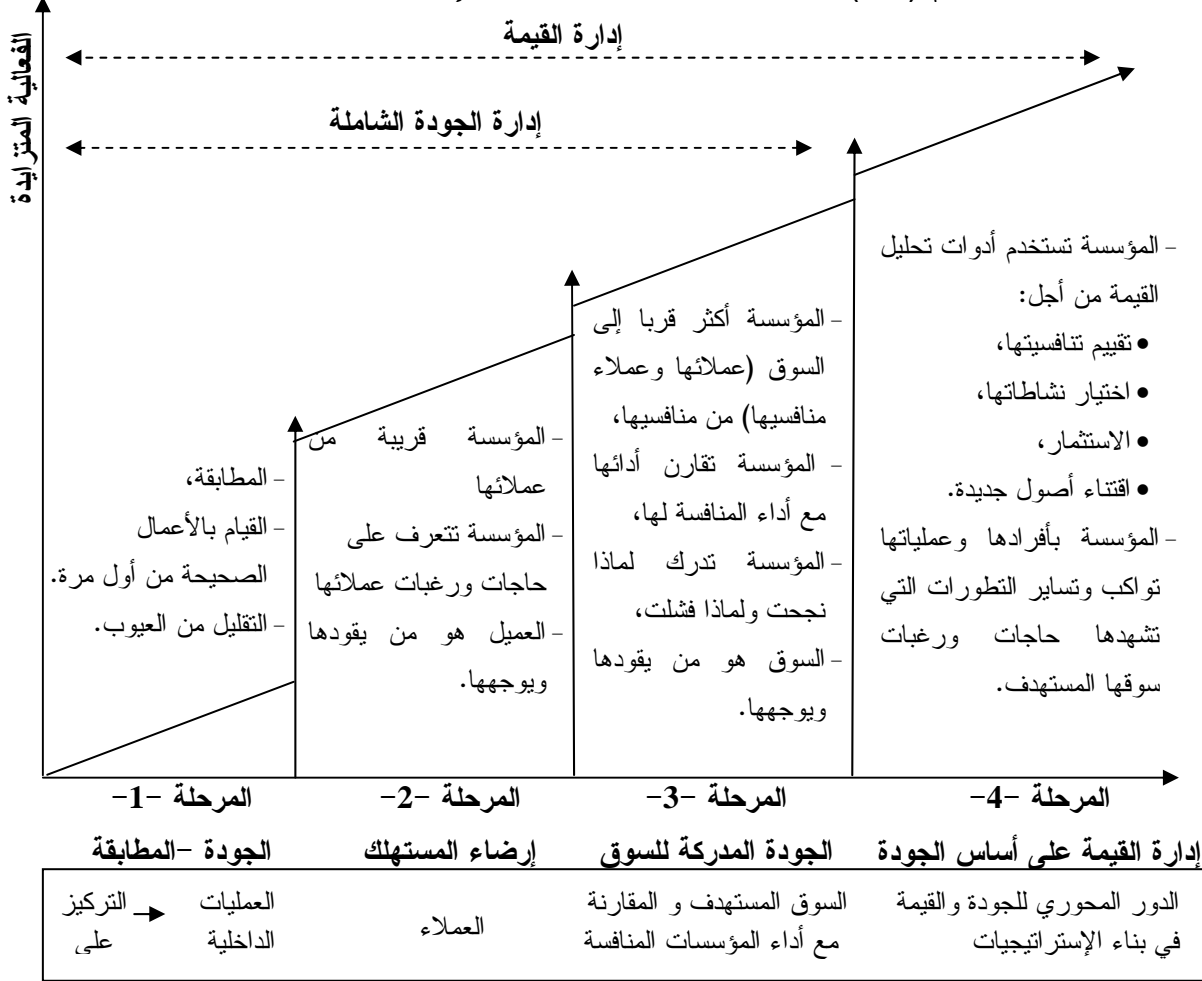 إدارة القيمة
إدارة الجودة الشاملة
الفعالية المتزايدة
- المطابقة،
- القيام بالأعمال
الصحيحة من أول مرة.
- التقليل من العيوب.
- المؤسسة قريبة من
عملائها
- المؤسسة تتعرف على
حاجات ورغبات عملائها
- العميل هو من يقودها
ويوجهها.
- المؤسسة أكثر قربا إلى
السوق (عملائها وعملاء
منافسيها) من منافسيها،
- المؤسسة تقارن أدائها
مع أداء المنافسة لها،
- المؤسسة تدرك لماذا
نجحت ولماذا فشلت،
- السوق هو من يقودها
ويوجهها.
- المؤسسة تستخدم أدوات تحليل
القيمة من أجل:
• تقييم تنافسيتها،
• اختيار نشاطاتها،
• الاستثمار،
• اقتناء أصول جديدة.
- المؤسسة بأفرادها وعملياتها
تواكب وتساير التطورات التي
تشهدها حاجات ورغبات
سوقها المستهدف.
المرحلة -1-
المرحلة -2-
المرحلة -3-
المرحلة -4-
الجودة -المطابقة
إرضاء المستهلك
الجودة المدركة للسوق
إدارة القيمة على أساس الجودة
التركيز
على
العمليات
الداخلية
العملاء
السوق المستهدف و المقارنة
مع أداء المؤسسات المنافسة
الدور المحوري للجودة والقيمة
في بناء الإستراتيجيات